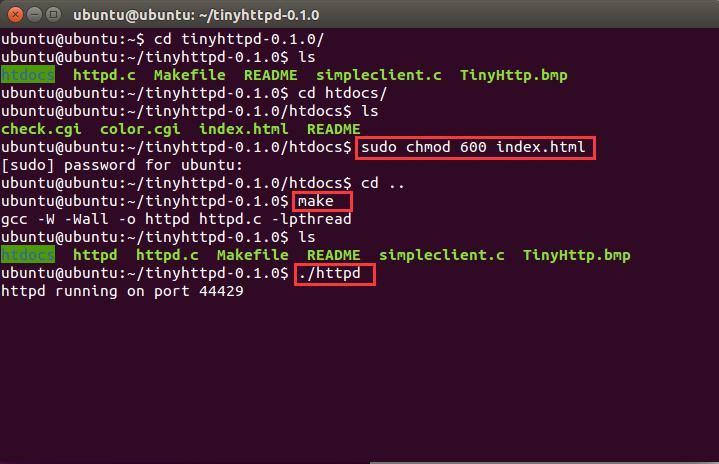 ubuntu@ubuntu: ~/tinyhttpd-0.1.0
ubuntu@ubuntu:~$ cd tinyhttpd-0.1.0/
ubuntu@ubuntu:~/tinyhttpd-0.1.0$ ls
htdocs httpd.c Makefile README simpleclient.c TinyHttp.bmp
ubuntu@ubuntu:~/tinyhttpd-0.1.0$ cd htdocs/
ubuntu@ubuntu:~/tinyhttpd-0.1.0/htdocs$ ls
check.cgi color.cgi index.html README
ubuntu@ubuntu:~/tinyhttpd-0.1.0/htdocs$ sudo chmod 600 index.html
[sudo] password for ubuntu:
ubuntu@ubuntu:~/tinyhttpd-0.1.0/htdocs$ cd ..
ubuntu@ubuntu:~/tinyhttpd-0.1.0$ make
gcc -W -Wall -o httpd httpd.c -lpthread
ubuntu@ubuntu:~/tinyhttpd-0.1.0$ ls
htdocs httpd httpd.c Makefile README simpleclient.c TinyHttp.bmp
ubuntu@ubuntu:~/tinyhttpd-0.1.0$ ./httpd
httpd running on port 44429